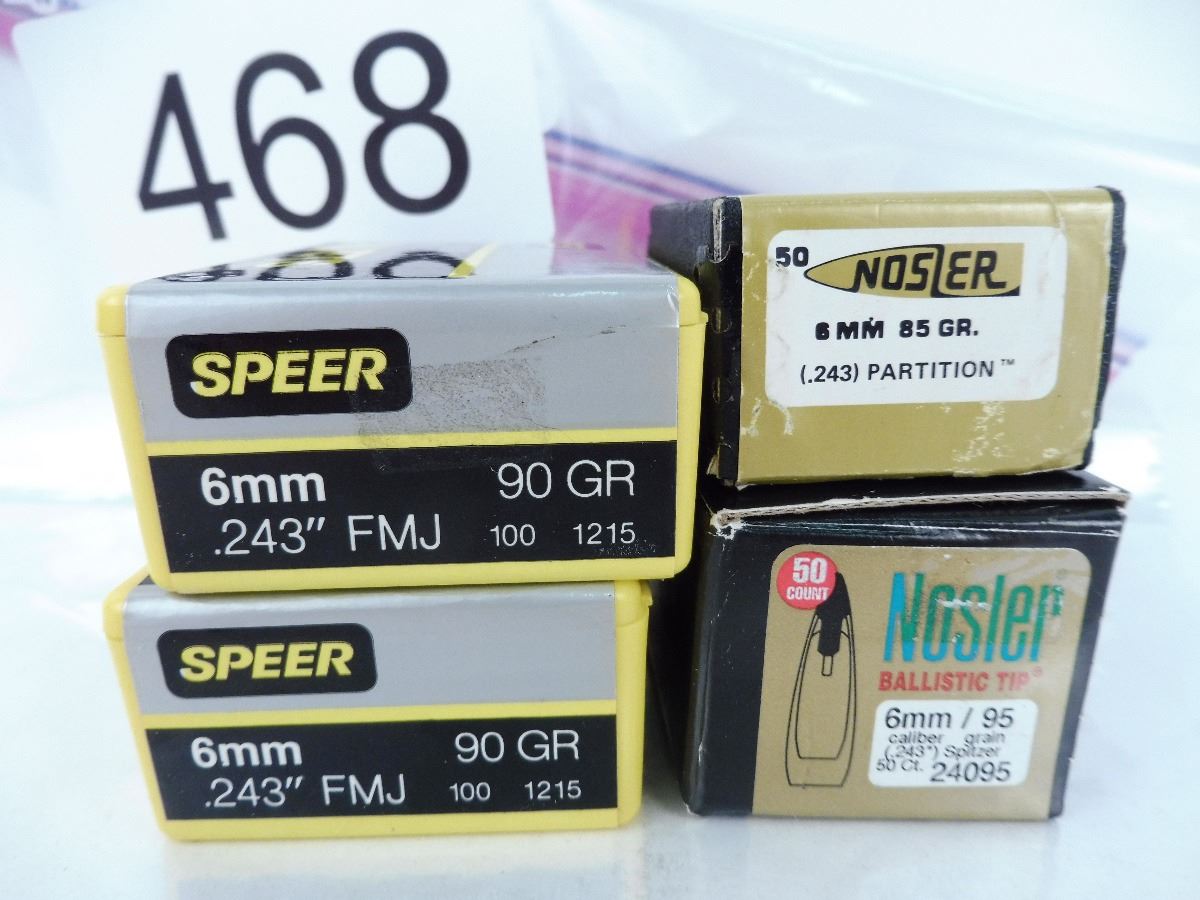 468
SPEER
6mm 90 GR
.243" FMJ 100 1215
SPEER
6mm 90 GR
.243" FMJ 100 1215
50 NOSLER
6 MM 85 GR.
(.243) PARTITION™
50
COUNT
Nosler®
BALLISTIC TIP®
6mm / 95
caliber grain
(.243") Spitzer
50 Ct. 24095